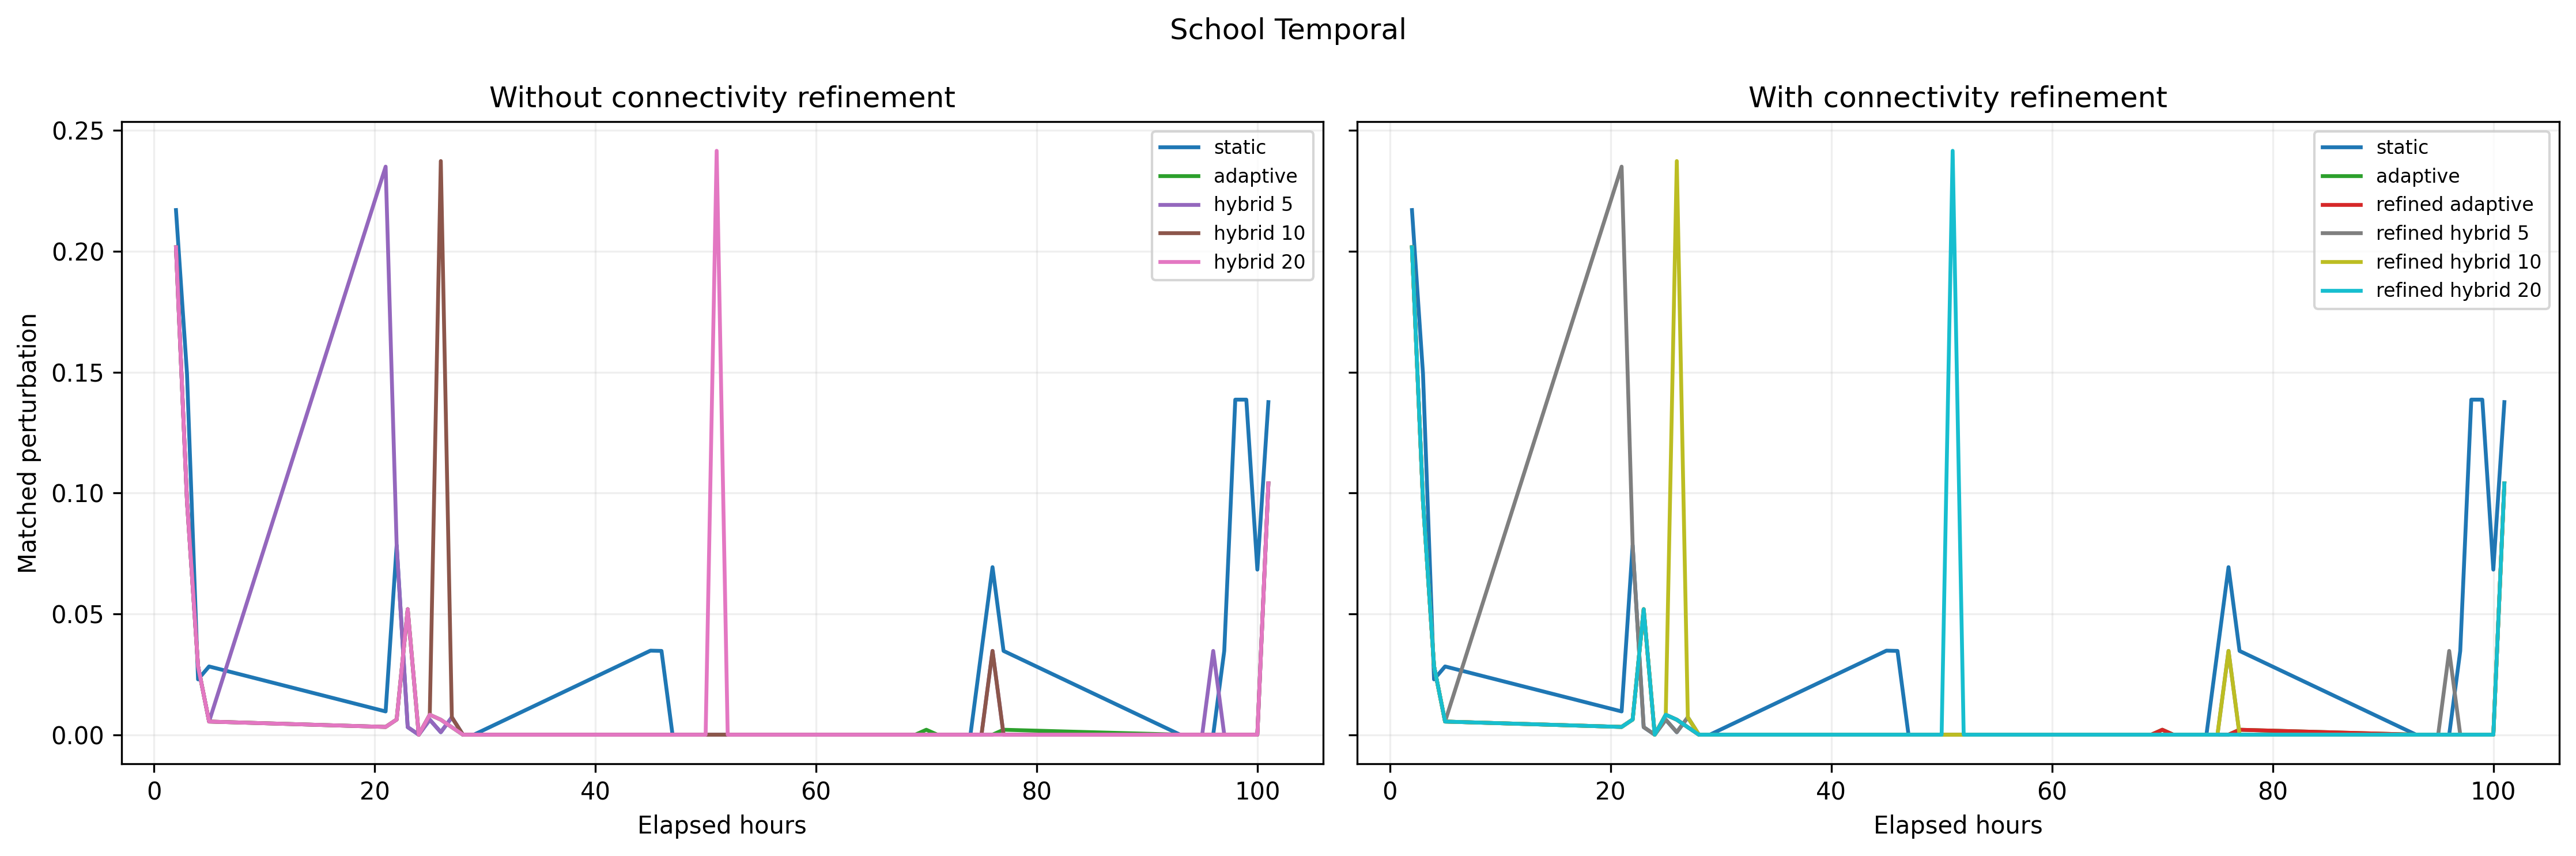 School Temporal
Without connectivity refinement
0.25
0.20
0.15
0.10
0.05
0.00
Matched perturbation
0 20 40 60 80 100
Elapsed hours
static
adaptive
hybrid 5
hybrid 10
hybrid 20
With connectivity refinement
0 20 40 60 80 100
Elapsed hours
static
adaptive
refined adaptive
refined hybrid 5
refined hybrid 10
refined hybrid 20